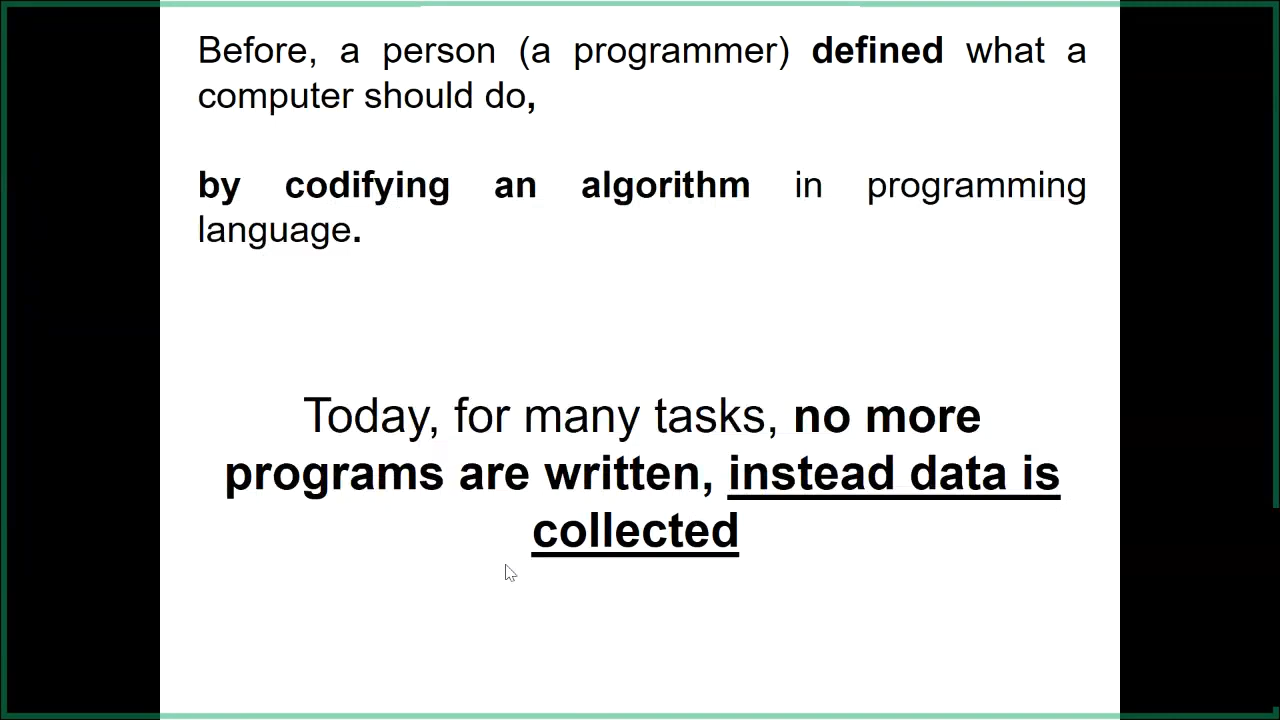 Before, a person (a programmer) defined what a
computer should do,
by codifying an algorithm in programming
language.
Today, for many tasks, no more
programs are written, instead data is
collected